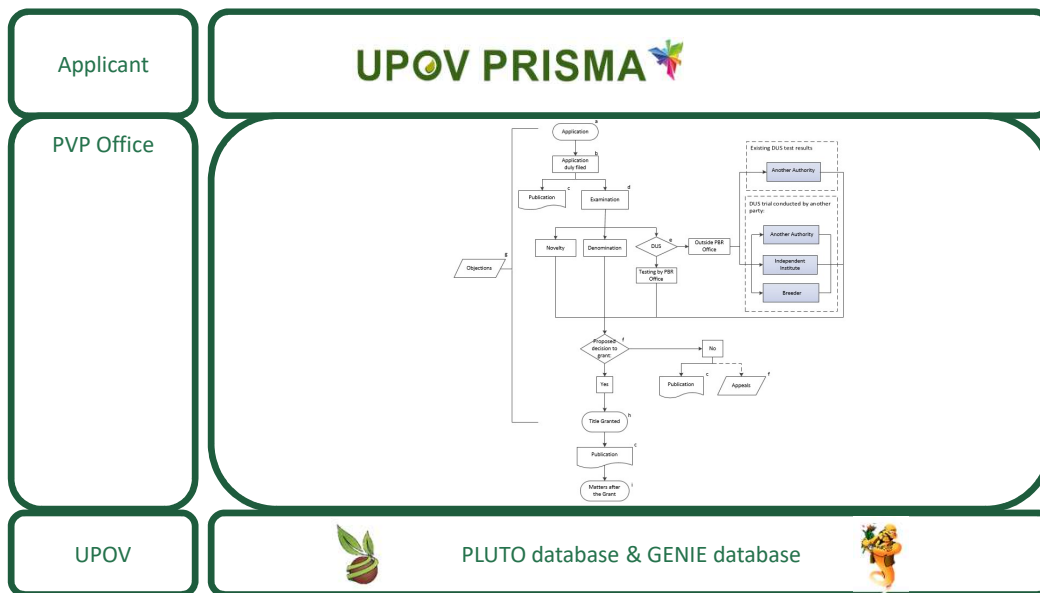 Applicant
UPOV PRISMA
PVP Office
a
Application
b
Application
duly filed
c
Publication
d
Examination
Novelty
Denomination
e
DUS
Outside PBR
Office
Testing by PBR
Office
Existing DUS test results
Another Authority
DUS trial conducted by another
party:
Another Authority
Independent
Institute
Breeder
g
Objections
f
Proposed
decision to
grant:
No
Yes
c
Publication
f
Appeals
h
Title Granted
c
Publication
i
Matters after
the Grant
UPOV
PLUTO database & GENIE database